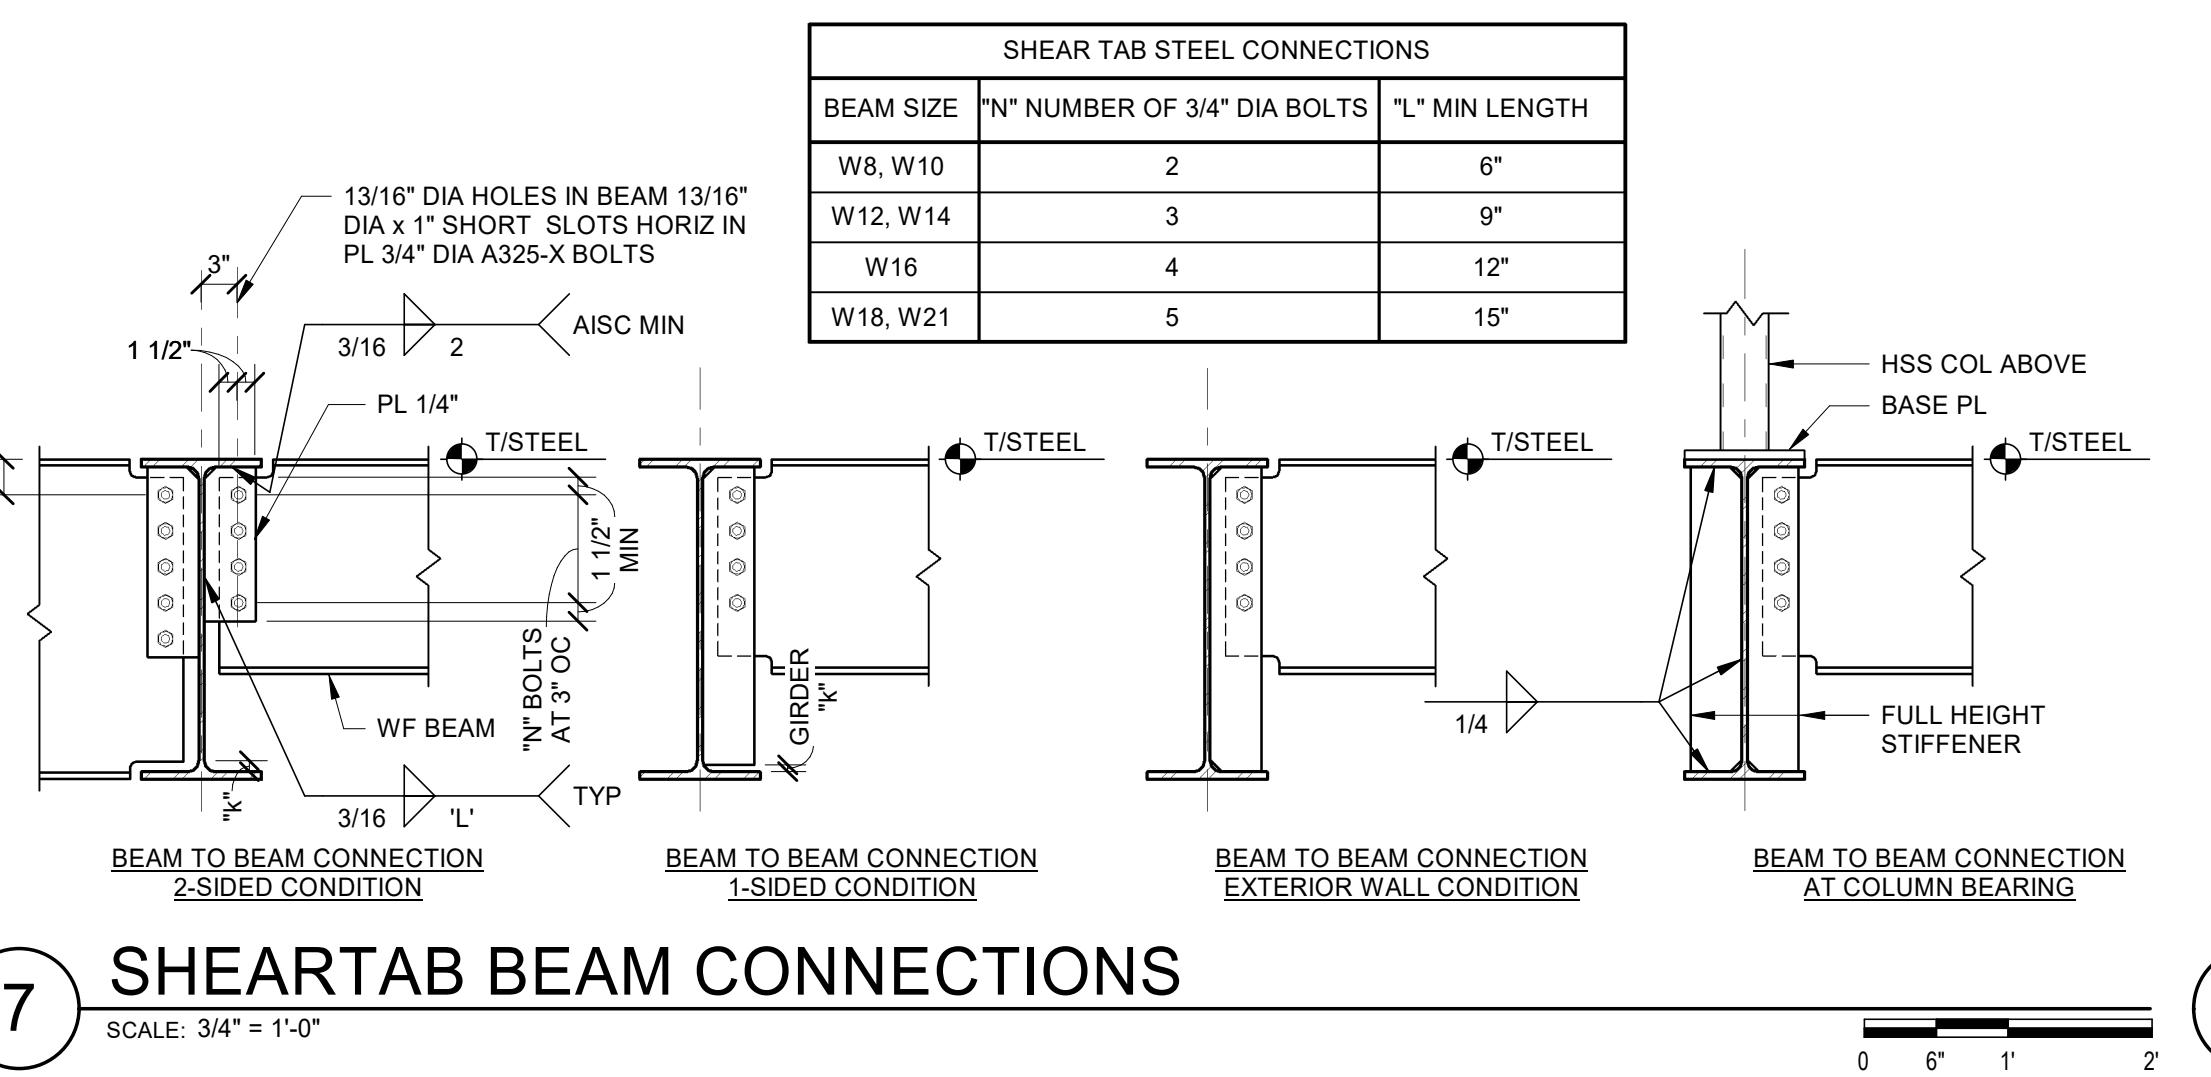 SHEAR TAB STEEL CONNECTIONS
BEAM SIZE "N" NUMBER OF 3/4" DIA BOLTS "L" MIN LENGTH
W8, W10 2 6"
W12, W14 3 9"
W16 4 12"
W18, W21 5 15"
13/16" DIA HOLES IN BEAM 13/16"
DIA x 1" SHORT SLOTS HORIZ IN
PL 3/4" DIA A325-X BOLTS
3"
3/16 2 AISC MIN
1 1/2"
PL 1/4"
T/STEEL
1 1/2"
MIN
"N" BOLTS
AT 3" OC
WF BEAM
"k"
3/16 'L' TYP
BEAM TO BEAM CONNECTION
2-SIDED CONDITION
T/STEEL
GIRDER
"k"
BEAM TO BEAM CONNECTION
1-SIDED CONDITION
T/STEEL
BEAM TO BEAM CONNECTION
EXTERIOR WALL CONDITION
HSS COL ABOVE
BASE PL
T/STEEL
1/4
FULL HEIGHT
STIFFENER
BEAM TO BEAM CONNECTION
AT COLUMN BEARING
7
SHEARTAB BEAM CONNECTIONS
SCALE: 3/4" = 1'-0"
0 6" 1' 2'